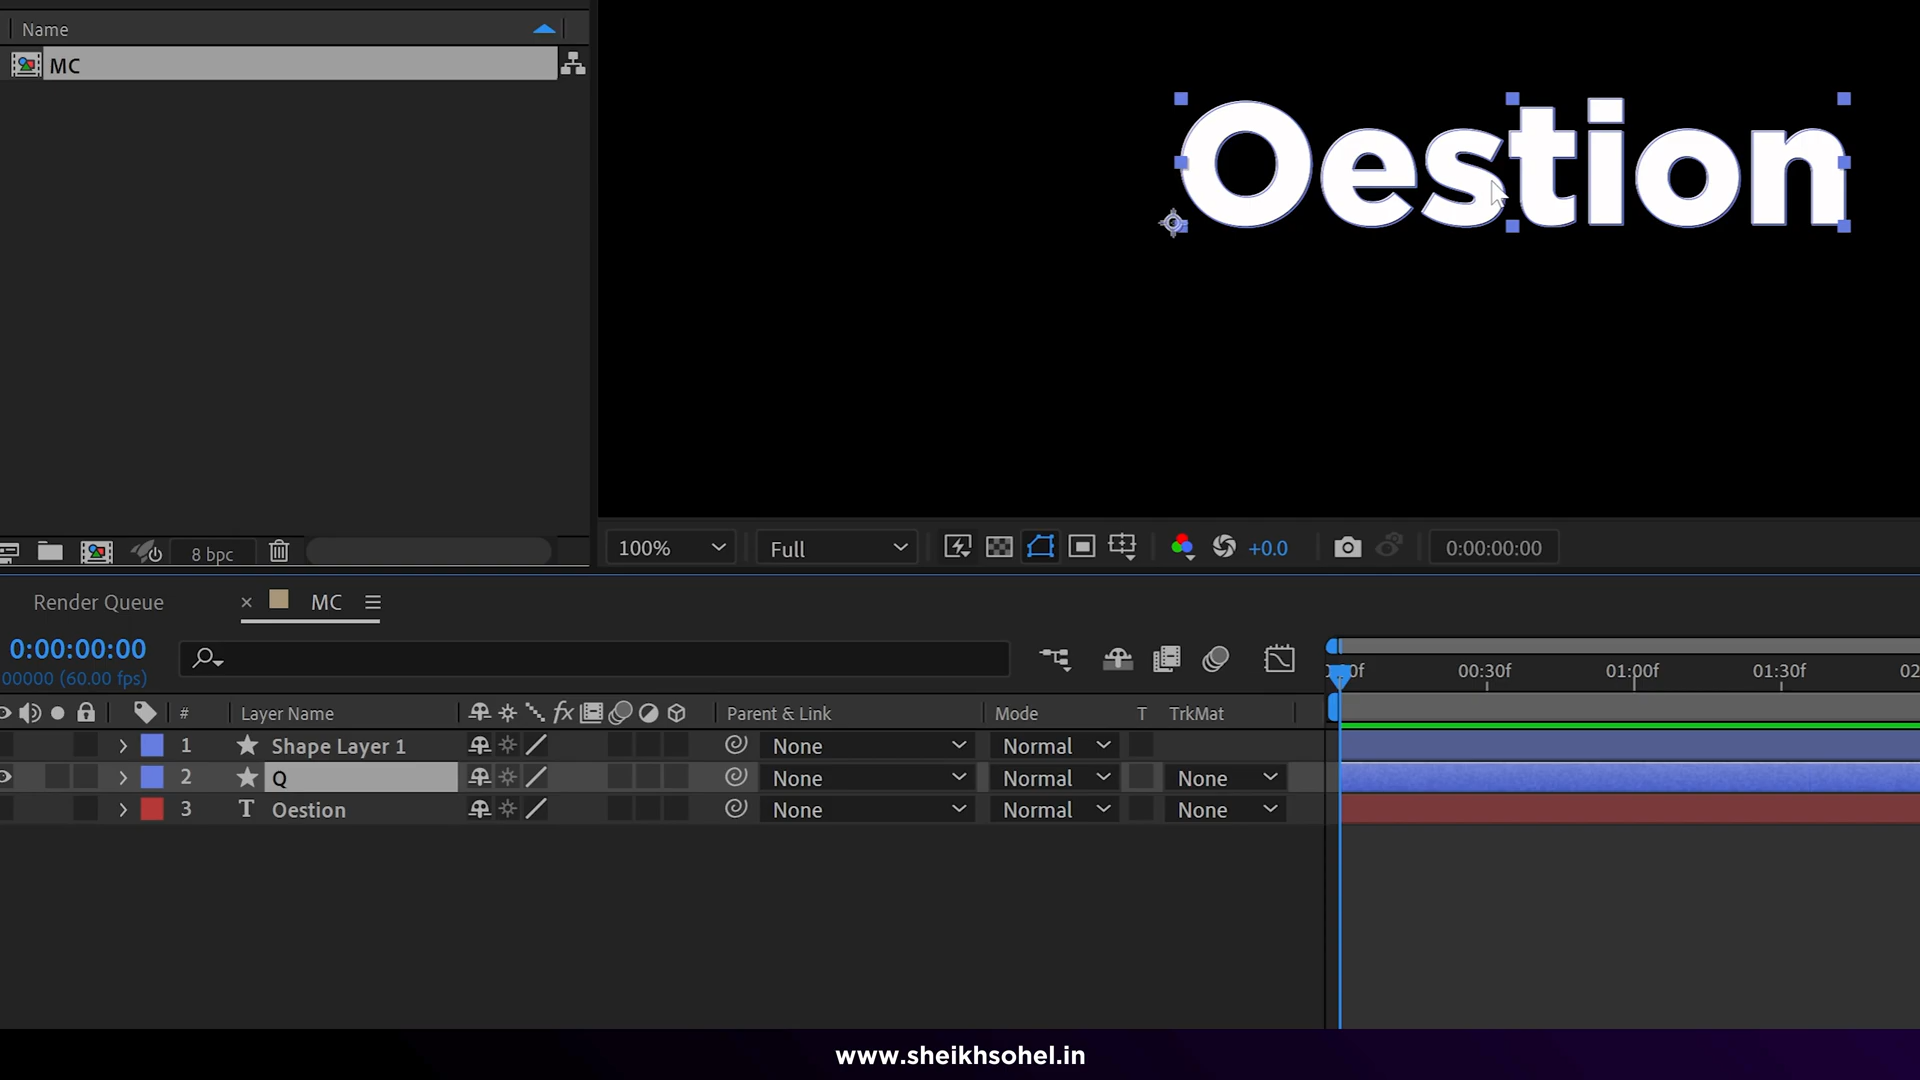 Name
MC
Oestion
8 bpc
100%
Full
+0.0
0:00:00:00
Render Queue
MC
0:00:00:00
00000 (60.00 fps)
00f
00:30f
01:00f
01:30f
02
#
Layer Name
fx
Parent & Link
Mode
T
TrkMat
1
Shape Layer 1
None
Normal
2
Q
None
Normal
None
3
T
Oestion
None
Normal
None
www.sheikhsohel.in